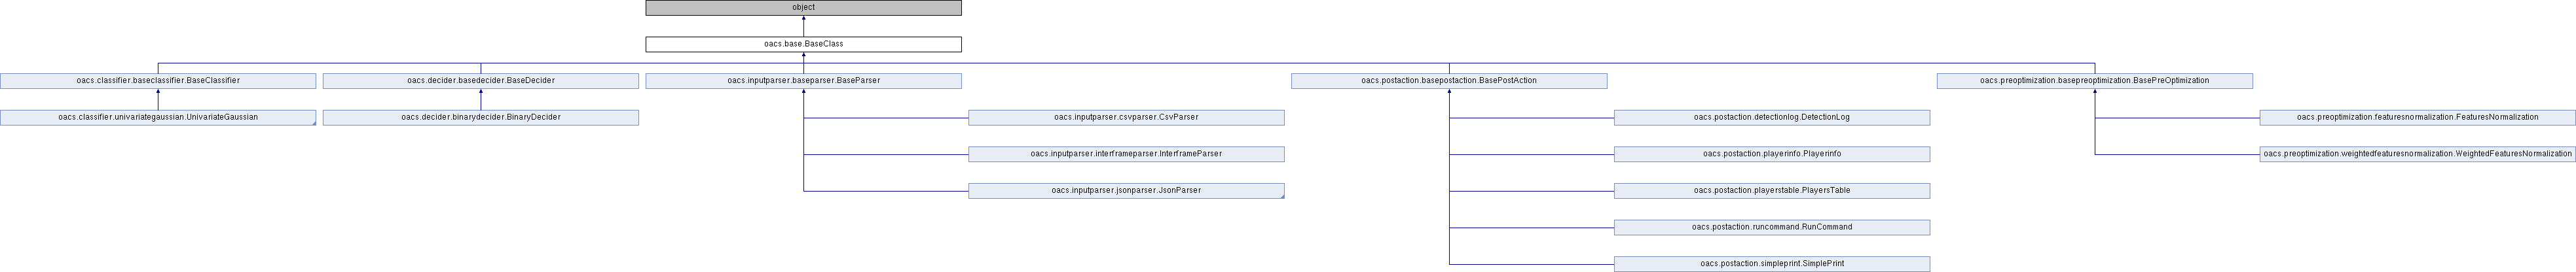 object
oacs.base.BaseClass
oacs.classifier.baseclassifier.BaseClassifier
oacs.decider.basedecider.BaseDecider
oacs.inputparser.baseparser.BaseParser
oacs.postaction.basepostaction.BasePostAction
oacs.preoptimization.basepreoptimization.BasePreOptimization
oacs.classifier.univariategaussian.UnivariateGaussian
oacs.decider.binarydecider.BinaryDecider
oacs.inputparser.csvparser.CsvParser
oacs.postaction.detectionlog.DetectionLog
oacs.preoptimization.featuresnormalization.FeaturesNormalization
oacs.inputparser.interframeparser.InterframeParser
oacs.postaction.playerinfo.Playerinfo
oacs.preoptimization.weightedfeaturesnormalization.WeightedFeaturesNormalization
oacs.inputparser.jsonparser.JsonParser
oacs.postaction.playerstable.PlayersTable
oacs.postaction.runcommand.RunCommand
oacs.postaction.simpleprint.SimplePrint